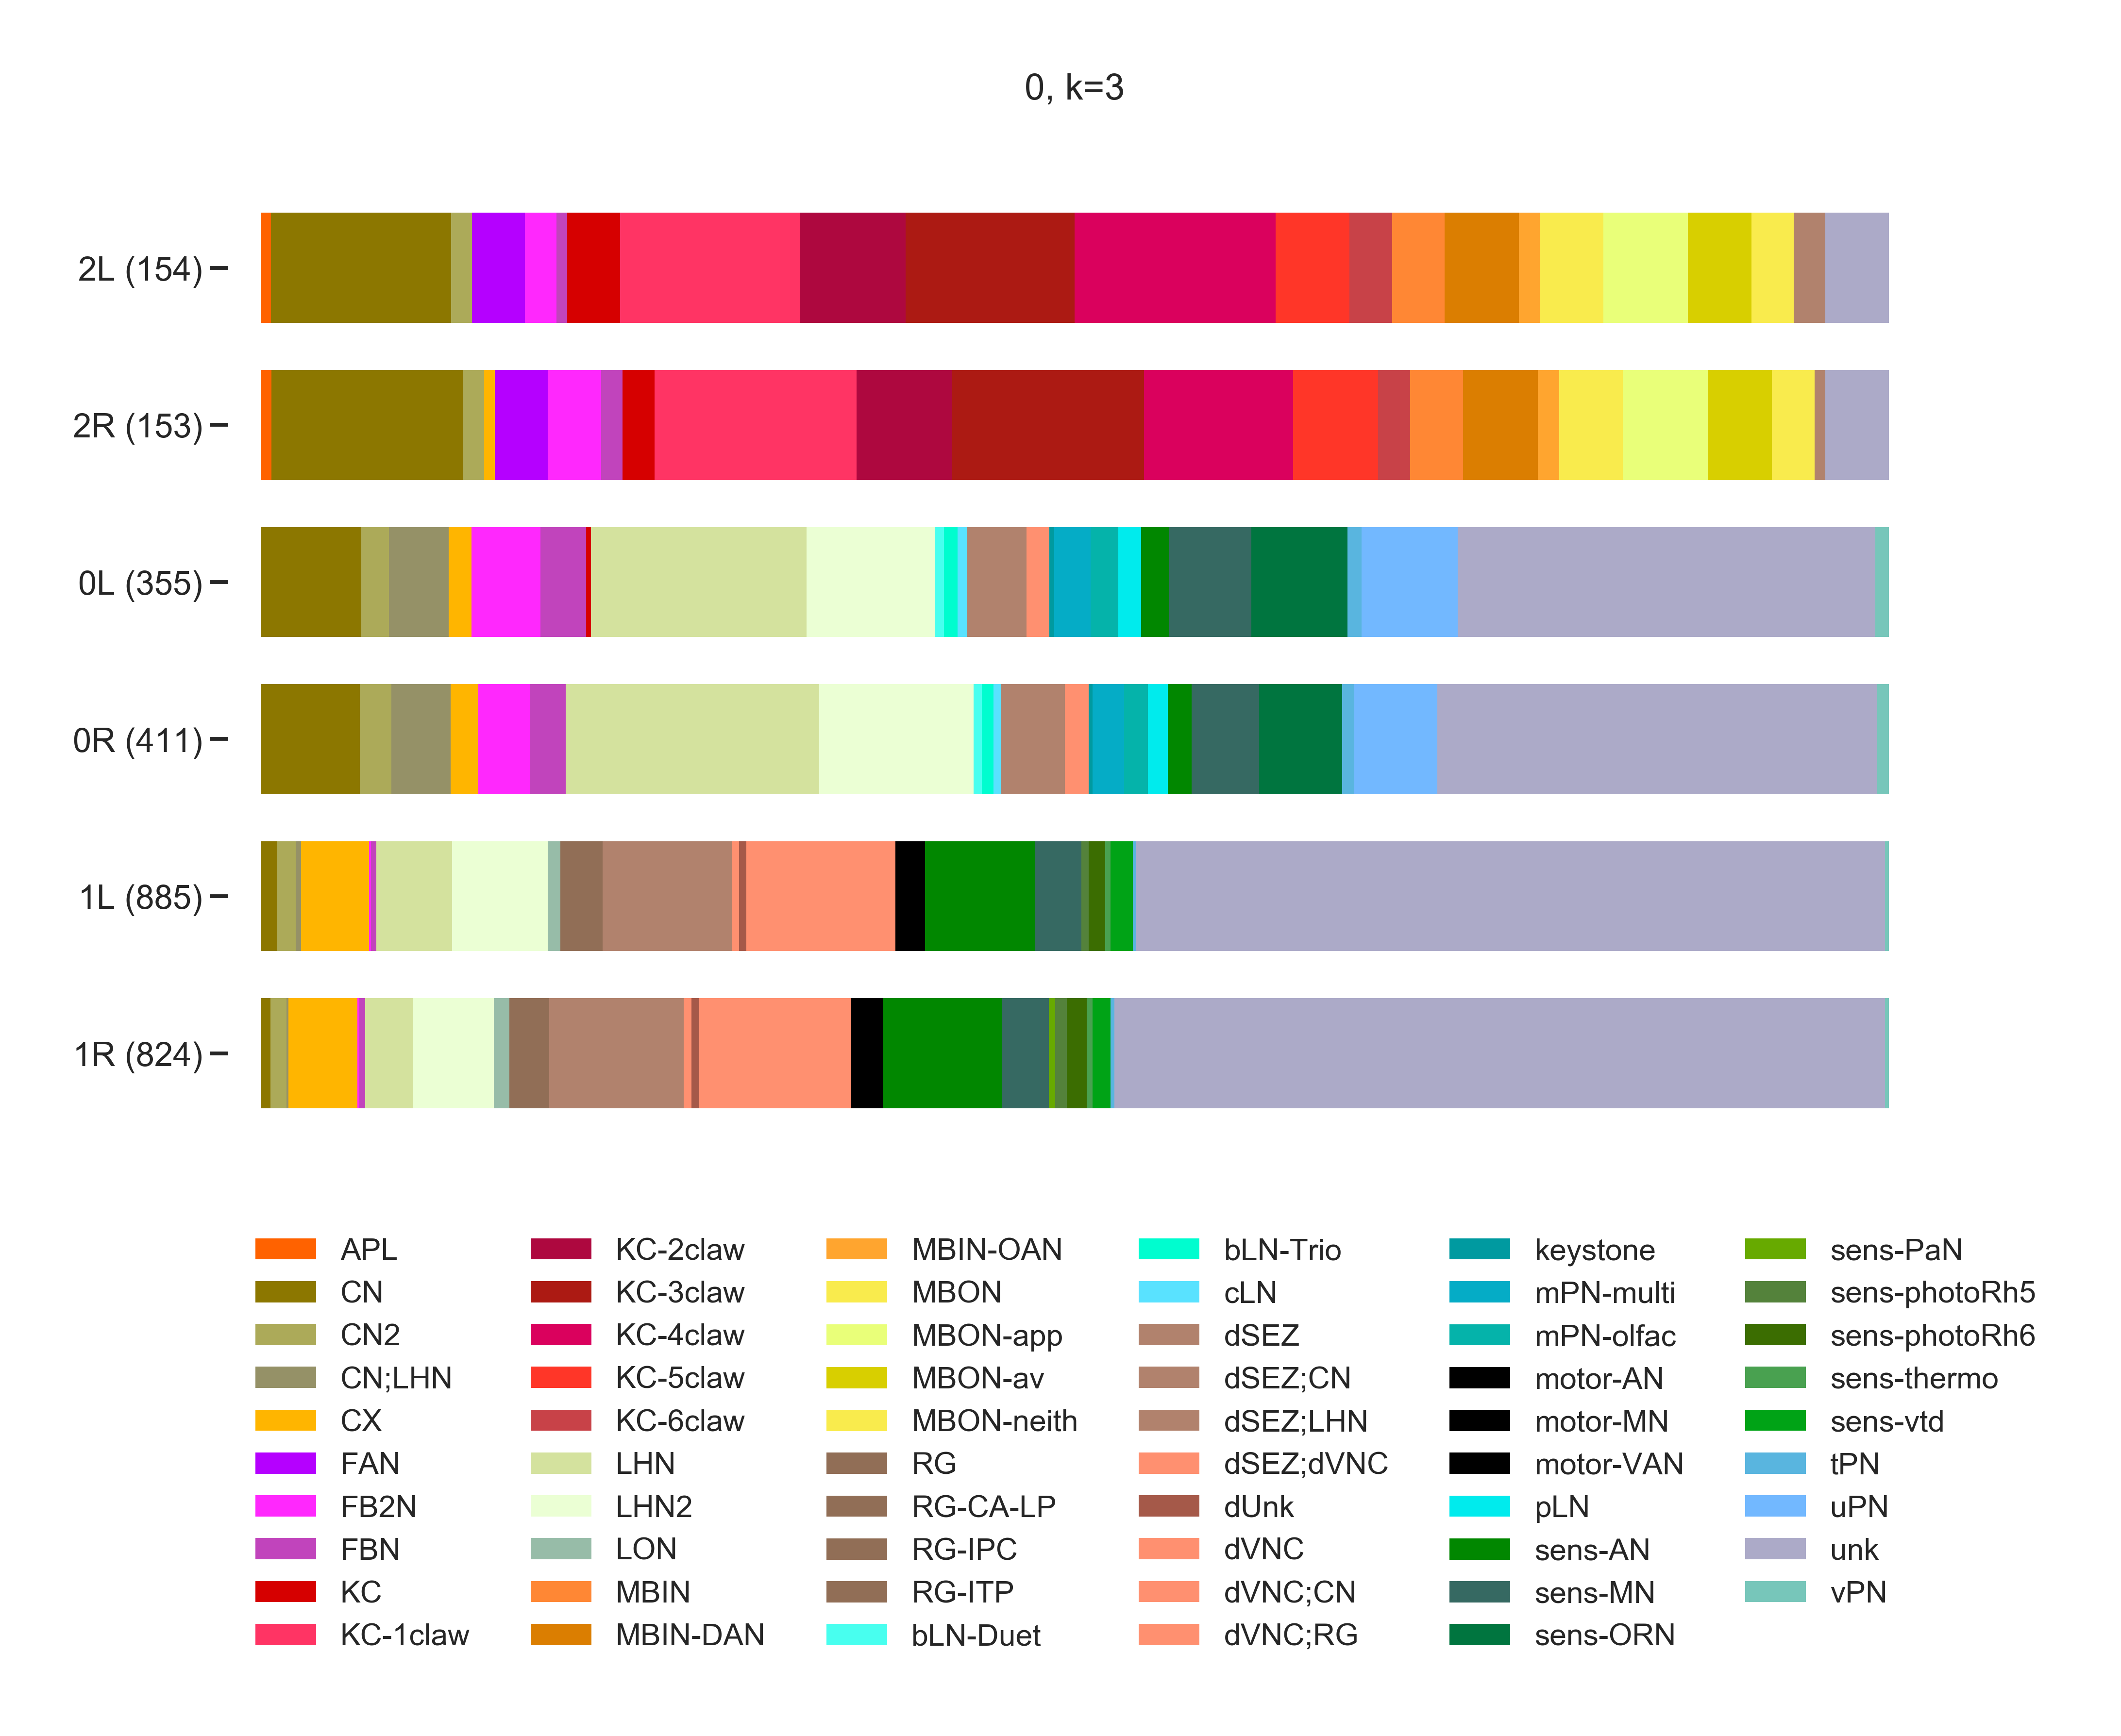 0, k=3
2L (154)
2R (153)
0L (355)
0R (411)
1L (885)
1R (824)
APL
CN
CN2
CN;LHN
CX
FAN
FB2N
FBN
KC
KC-1claw
KC-2claw
KC-3claw
KC-4claw
KC-5claw
KC-6claw
LHN
LHN2
LON
MBIN
MBIN-DAN
MBIN-OAN
MBON
MBON-app
MBON-av
MBON-neith
RG
RG-CA-LP
RG-IPC
RG-ITP
bLN-Duet
bLN-Trio
cLN
dSEZ
dSEZ;CN
dSEZ;LHN
dSEZ;dVNC
dUnk
dVNC
dVNC;CN
dVNC;RG
keystone
mPN-multi
mPN-olfac
motor-AN
motor-MN
motor-VAN
pLN
sens-AN
sens-MN
sens-ORN
sens-PaN
sens-photoRh5
sens-photoRh6
sens-thermo
sens-vtd
tPN
uPN
unk
vPN